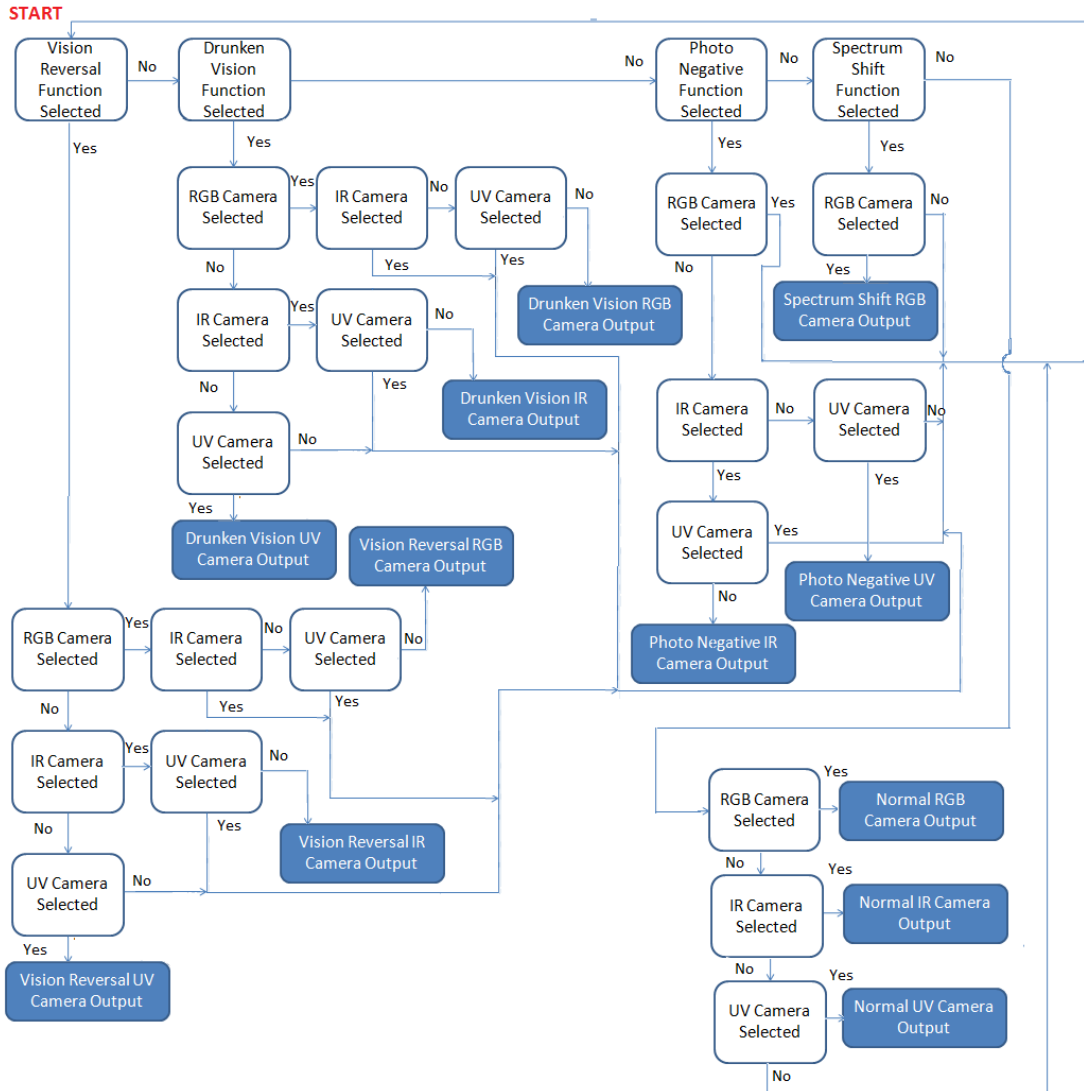 START
Vision
Reversal
Function
Selected
No
Drunken
Vision
Function
Selected
No
Photo
Negative
Function
Selected
No
Spectrum
Shift
Function
Selected
No
Yes
Yes
Yes
Yes
RGB Camera
Selected
Yes
IR Camera
Selected
No
UV Camera
Selected
No
RGB Camera
Selected
Yes
RGB Camera
Selected
No
No
Yes
Yes
No
Yes
Drunken Vision RGB
Camera Output
Spectrum Shift RGB
Camera Output
IR Camera
Selected
Yes
UV Camera
Selected
No
No
Yes
Drunken Vision IR
Camera Output
IR Camera
Selected
No
UV Camera
Selected
No
UV Camera
Selected
No
Yes
Yes
Yes
Drunken Vision UV
Camera Output
Vision Reversal RGB
Camera Output
UV Camera
Selected
Yes
Photo Negative UV
Camera Output
No
Photo Negative IR
Camera Output
RGB Camera
Selected
Yes
IR Camera
Selected
No
UV Camera
Selected
No
No
Yes
Yes
IR Camera
Selected
Yes
UV Camera
Selected
No
No
Yes
Vision Reversal IR
Camera Output
UV Camera
Selected
No
Yes
Vision Reversal UV
Camera Output
RGB Camera
Selected
Yes
Normal RGB
Camera Output
No
IR Camera
Selected
Yes
Normal IR Camera
Output
No
UV Camera
Selected
Yes
Normal UV Camera
Output
No